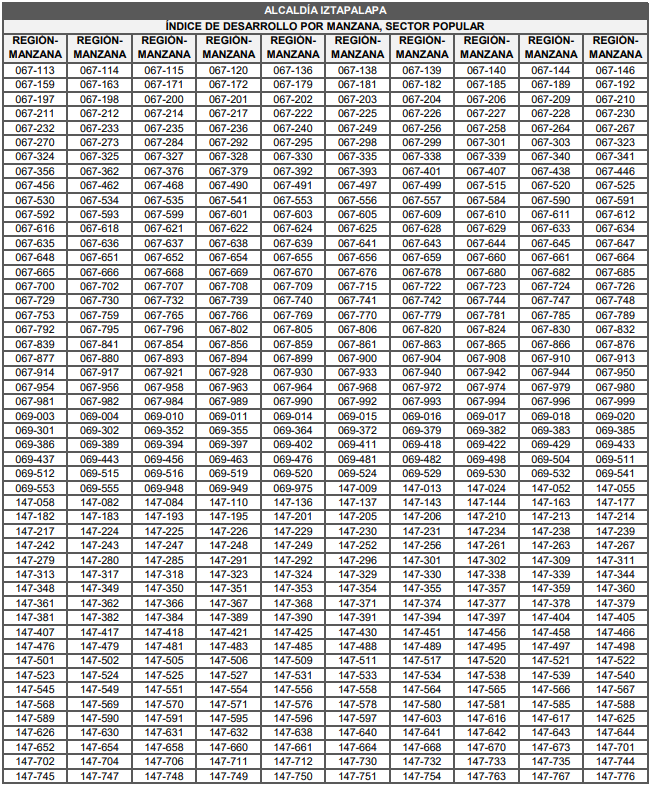 ALCALDÍA IZTAPALAPA
ÍNDICE DE DESARROLLO POR MANZANA, SECTOR POPULAR
REGIÓN- REGIÓN- REGIÓN- REGIÓN- REGIÓN- REGIÓN- REGIÓN- REGIÓN- REGIÓN- REGIÓN-
MANZANA MANZANA MANZANA MANZANA MANZANA MANZANA MANZANA MANZANA MANZANA MANZANA
067-113 067-114 067-115 067-120 067-136 067-138 067-139 067-140 067-144 067-146
067-159 067-163 067-171 067-172 067-179 067-181 067-182 067-185 067-189 067-192
067-197 067-198 067-200 067-201 067-202 067-203 067-204 067-206 067-209 067-210
067-211 067-212 067-214 067-217 067-222 067-225 067-226 067-227 067-228 067-230
067-232 067-233 067-235 067-236 067-240 067-249 067-256 067-258 067-264 067-267
067-270 067-273 067-284 067-292 067-295 067-298 067-299 067-301 067-303 067-323
067-324 067-325 067-327 067-328 067-330 067-335 067-338 067-339 067-340 067-341
067-356 067-362 067-376 067-379 067-392 067-393 067-401 067-407 067-438 067-446
067-456 067-462 067-468 067-490 067-491 067-497 067-499 067-515 067-520 067-525
067-530 067-534 067-535 067-541 067-553 067-556 067-557 067-584 067-590 067-591
067-592 067-593 067-599 067-601 067-603 067-605 067-609 067-610 067-611 067-612
067-616 067-618 067-621 067-622 067-624 067-625 067-628 067-629 067-633 067-634
067-635 067-636 067-637 067-638 067-639 067-641 067-643 067-644 067-645 067-647
067-648 067-651 067-652 067-654 067-655 067-656 067-659 067-660 067-661 067-664
067-665 067-666 067-668 067-669 067-670 067-676 067-678 067-680 067-682 067-685
067-700 067-702 067-707 067-708 067-709 067-715 067-722 067-723 067-724 067-726
067-729 067-730 067-732 067-739 067-740 067-741 067-742 067-744 067-747 067-748
067-753 067-759 067-765 067-766 067-769 067-770 067-779 067-781 067-785 067-789
067-792 067-795 067-796 067-802 067-805 067-806 067-820 067-824 067-830 067-832
067-839 067-841 067-854 067-856 067-859 067-861 067-863 067-865 067-866 067-876
067-877 067-880 067-893 067-894 067-899 067-900 067-904 067-908 067-910 067-913
067-914 067-917 067-921 067-928 067-930 067-933 067-940 067-942 067-944 067-950
067-954 067-956 067-958 067-963 067-964 067-968 067-972 067-974 067-979 067-980
067-981 067-982 067-984 067-989 067-990 067-992 067-993 067-994 067-996 067-999
069-003 069-004 069-010 069-011 069-014 069-015 069-016 069-017 069-018 069-020
069-301 069-302 069-352 069-355 069-364 069-372 069-379 069-382 069-383 069-385
069-386 069-389 069-394 069-397 069-402 069-411 069-418 069-422 069-429 069-433
069-437 069-443 069-456 069-463 069-476 069-481 069-482 069-498 069-504 069-511
069-512 069-515 069-516 069-519 069-520 069-524 069-529 069-530 069-532 069-541
069-553 069-555 069-948 069-949 069-975 147-009 147-013 147-024 147-052 147-055
147-058 147-082 147-084 147-110 147-136 147-137 147-143 147-144 147-163 147-177
147-182 147-183 147-193 147-195 147-201 147-205 147-206 147-210 147-213 147-214
147-217 147-224 147-225 147-226 147-229 147-230 147-231 147-234 147-238 147-239
147-242 147-243 147-247 147-248 147-249 147-252 147-256 147-261 147-263 147-267
147-279 147-280 147-285 147-291 147-292 147-296 147-301 147-302 147-309 147-311
147-313 147-317 147-318 147-323 147-324 147-329 147-330 147-338 147-339 147-344
147-348 147-349 147-350 147-351 147-353 147-354 147-355 147-357 147-359 147-360
147-361 147-362 147-366 147-367 147-368 147-371 147-374 147-377 147-378 147-379
147-381 147-382 147-384 147-389 147-390 147-391 147-394 147-397 147-404 147-405
147-407 147-417 147-418 147-421 147-425 147-430 147-451 147-456 147-458 147-466
147-476 147-479 147-481 147-483 147-485 147-488 147-489 147-495 147-497 147-498
147-501 147-502 147-505 147-506 147-509 147-511 147-517 147-520 147-521 147-522
147-523 147-524 147-525 147-527 147-531 147-533 147-534 147-538 147-539 147-540
147-545 147-549 147-551 147-554 147-556 147-558 147-564 147-565 147-566 147-567
147-568 147-569 147-570 147-571 147-576 147-578 147-580 147-581 147-585 147-588
147-589 147-590 147-591 147-595 147-596 147-597 147-603 147-616 147-617 147-625
147-626 147-630 147-631 147-632 147-638 147-640 147-641 147-642 147-643 147-644
147-652 147-654 147-658 147-660 147-661 147-664 147-668 147-670 147-673 147-701
147-702 147-704 147-706 147-711 147-712 147-730 147-732 147-733 147-735 147-744
147-745 147-747 147-748 147-749 147-750 147-751 147-754 147-763 147-767 147-776